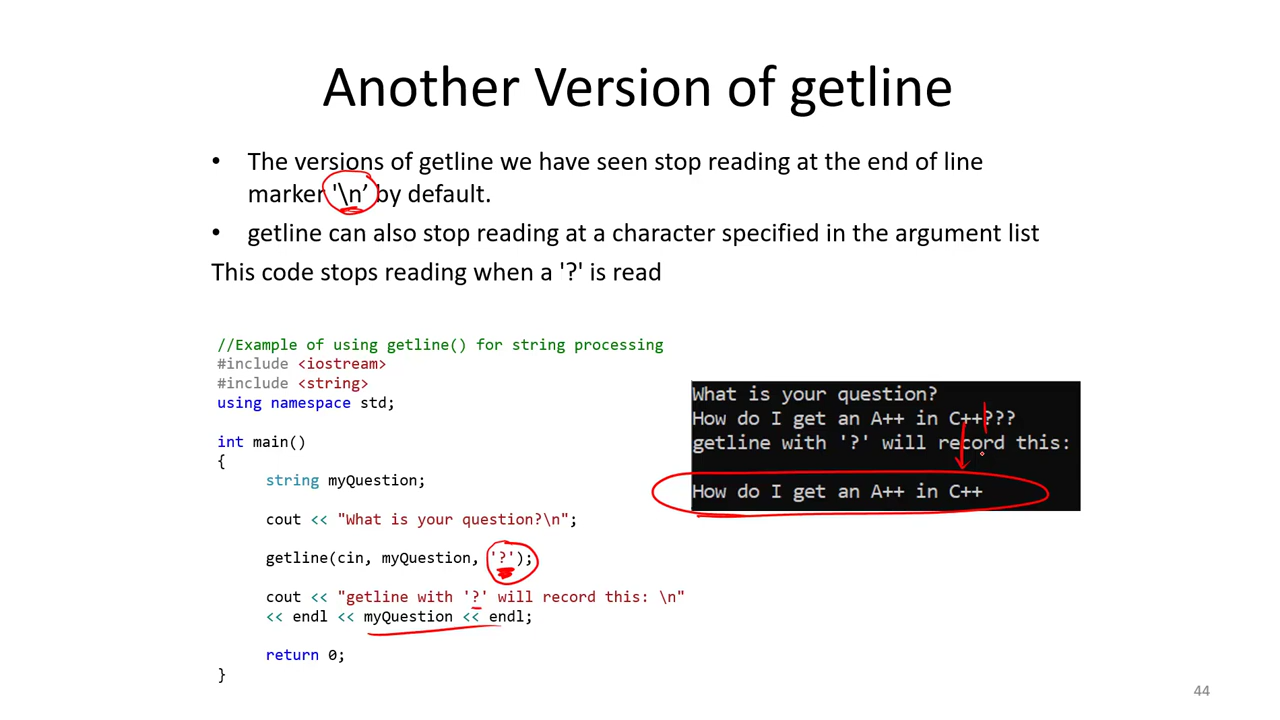 Another Version of getline
• The versions of getline we have seen stop reading at the end of line
marker '\n’ by default.
• getline can also stop reading at a character specified in the argument list
This code stops reading when a '?' is read
//Example of using getline() for string processing
#include <iostream>
#include <string>
using namespace std;
int main()
{
string myQuestion;
cout << "What is your question?\n";
getline(cin, myQuestion, '?');
cout << "getline with '?' will record this: \n"
<< endl << myQuestion << endl;
return 0;
}
What is your question?
How do I get an A++ in C++???
getline with '?' will record this:
How do I get an A++ in C++
44